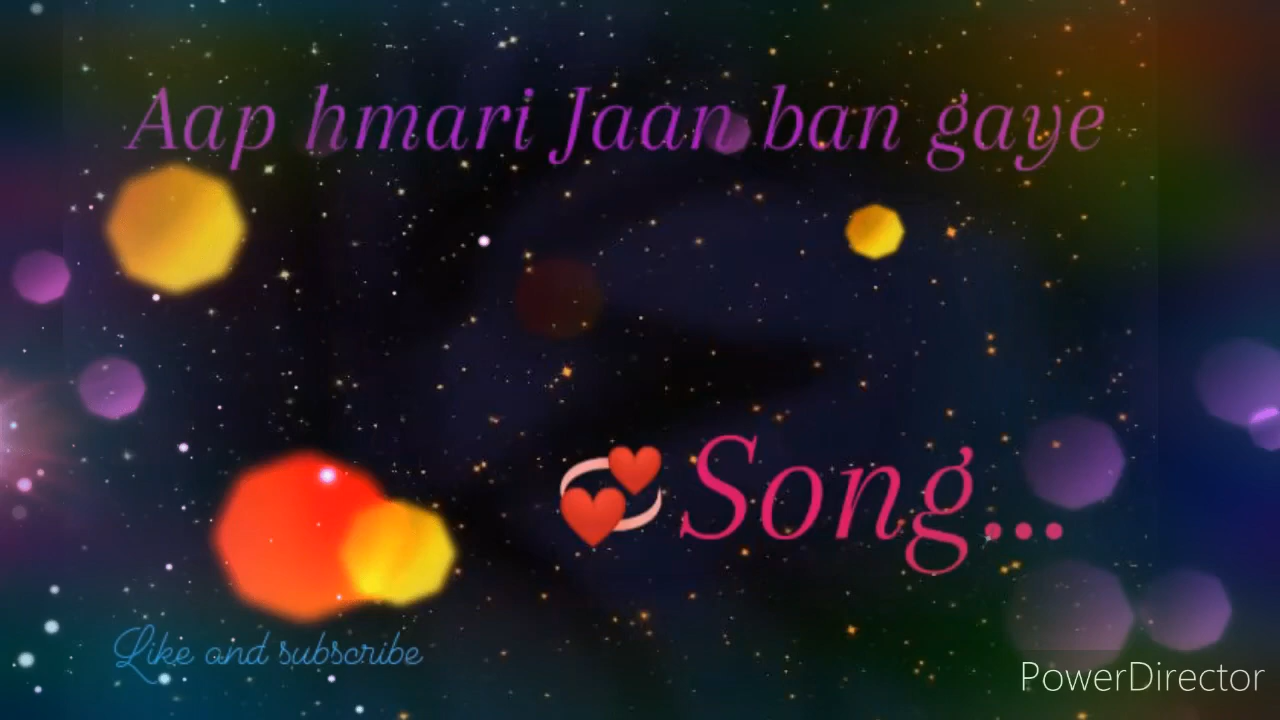 Aap hmari Jaan ban gaye
💞Song...
Like and subscribe
PowerDirector